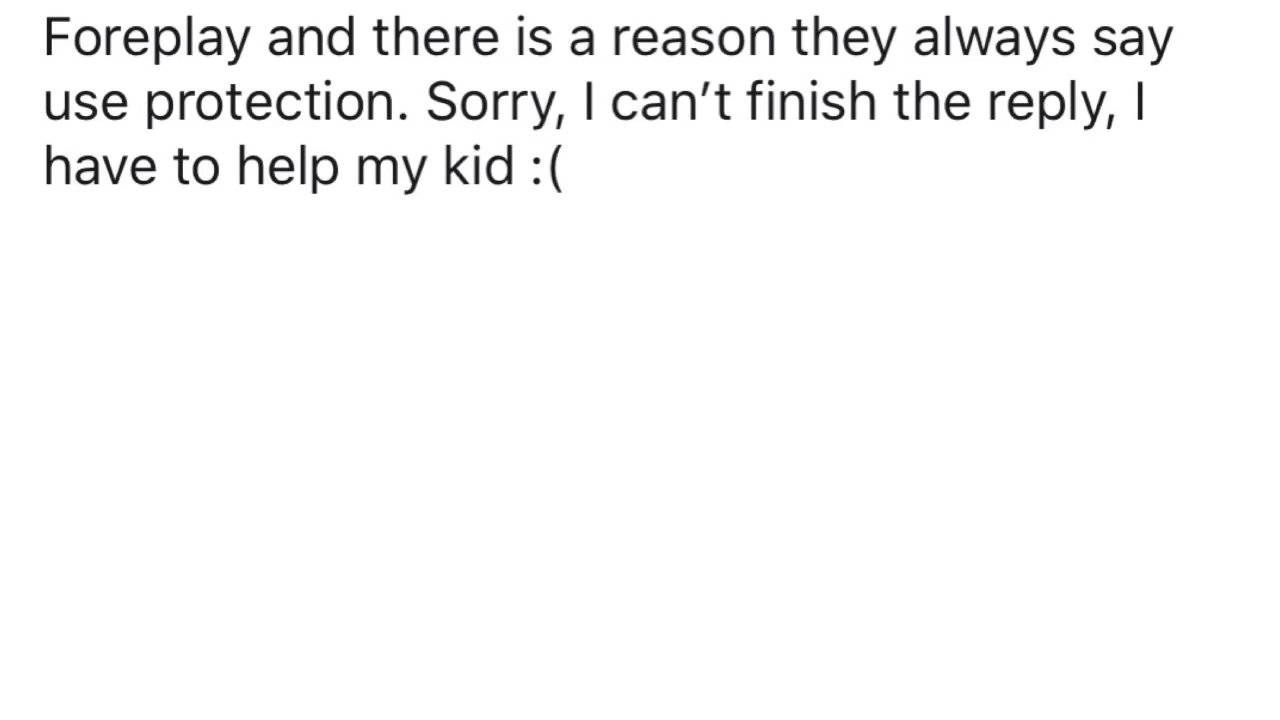 Foreplay and there is a reason they always say
use protection. Sorry, I can’t finish the reply, I
have to help my kid :(